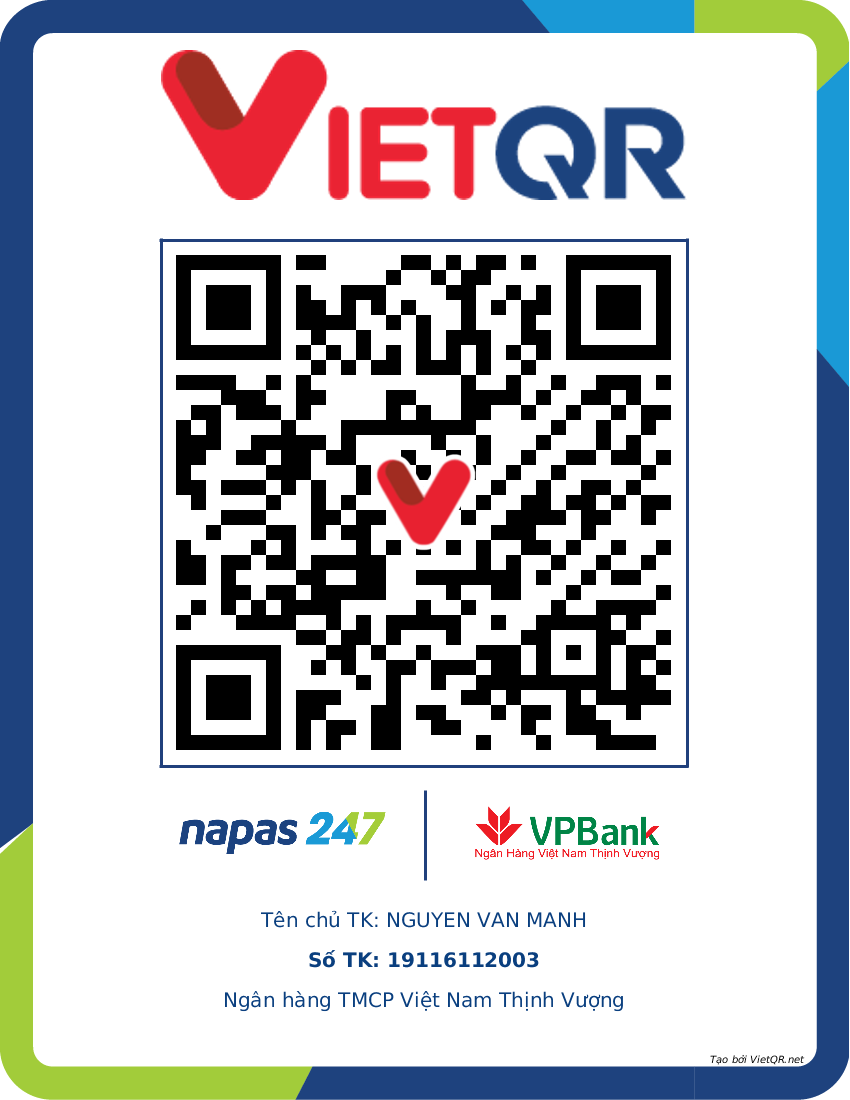 VIETQR
napas 247
VPBank
Ngân Hàng Việt Nam Thịnh Vượng
Tên chủ TK: NGUYEN VAN MANH
Số TK: 19116112003
Ngân hàng TMCP Việt Nam Thịnh Vượng
Tạo bởi VietQR.net